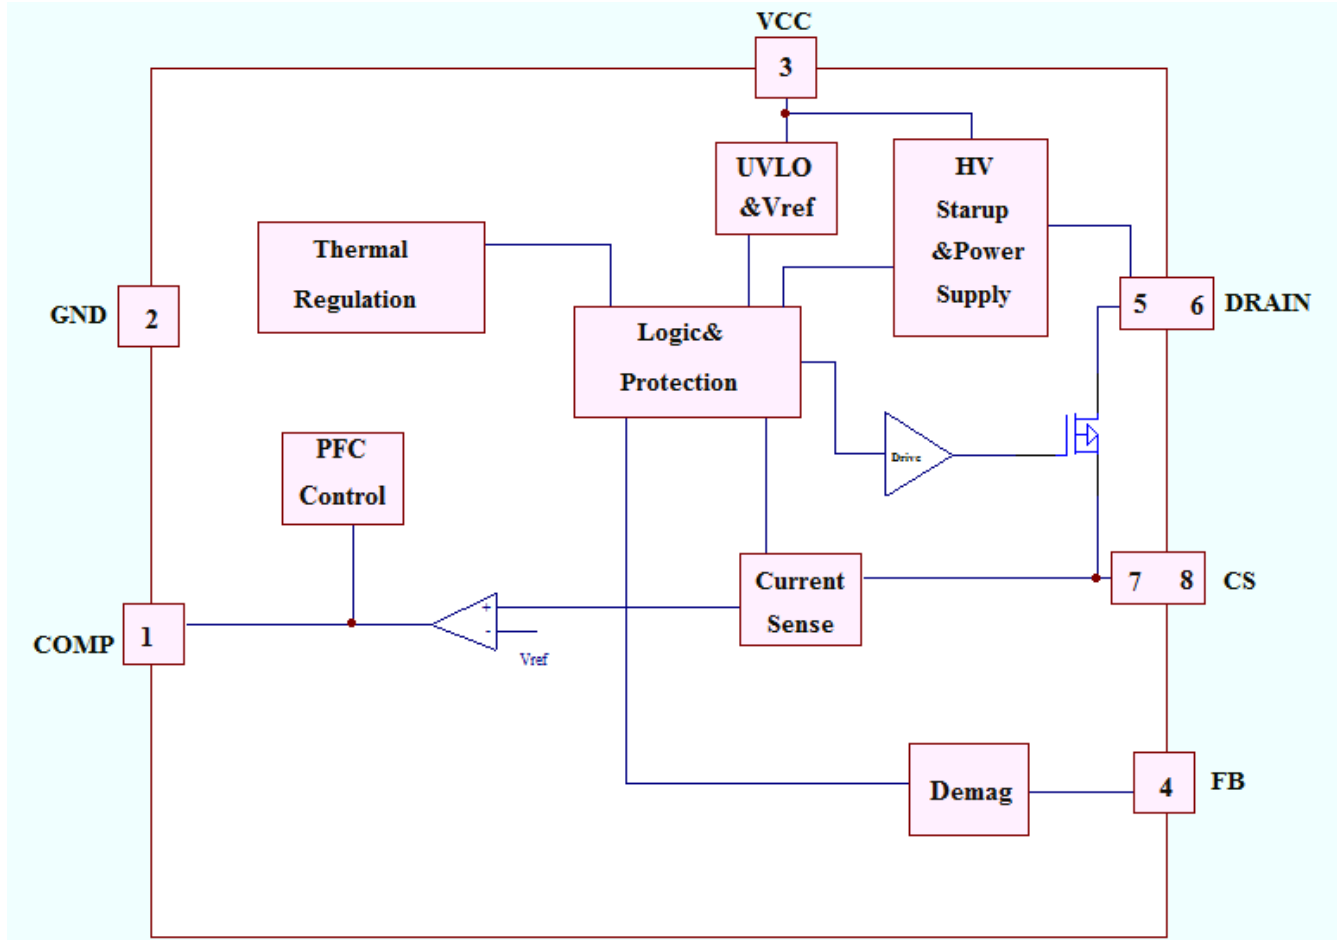 VCC
3
UVLO
&Vref
HV
Starup
&Power
Supply
Thermal
Regulation
GND
2
5 6
DRAIN
Logic&
Protection
PFC
Control
Drive
Current
Sense
7 8
CS
COMP
1
+
-
Vref
Demag
4
FB